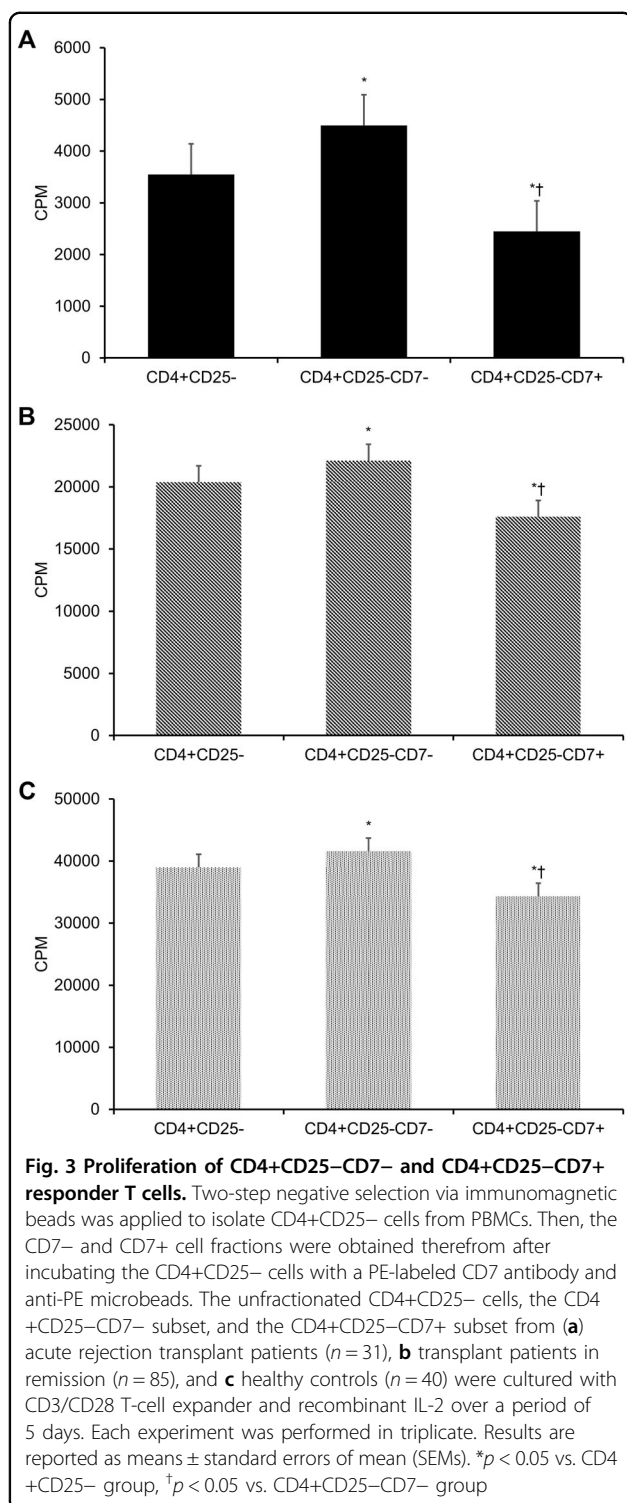 A
6000
5000
4000
3000
2000
1000
0
CPM
*
*†
CD4+CD25-
CD4+CD25-CD7-
CD4+CD25-CD7+
B
25000
20000
15000
10000
5000
0
CPM
*
*†
CD4+CD25-
CD4+CD25-CD7-
CD4+CD25-CD7+
C
50000
40000
30000
20000
10000
0
CPM
*
*†
CD4+CD25-
CD4+CD25-CD7-
CD4+CD25-CD7+
Fig. 3 Proliferation of CD4+CD25−CD7− and CD4+CD25−CD7+
responder T cells. Two-step negative selection via immunomagnetic
beads was applied to isolate CD4+CD25− cells from PBMCs. Then, the
CD7− and CD7+ cell fractions were obtained therefrom after
incubating the CD4+CD25− cells with a PE-labeled CD7 antibody and
anti-PE microbeads. The unfractionated CD4+CD25− cells, the CD4
+CD25−CD7− subset, and the CD4+CD25−CD7+ subset from (a)
acute rejection transplant patients (n = 31), b transplant patients in
remission (n = 85), and c healthy controls (n = 40) were cultured with
CD3/CD28 T-cell expander and recombinant IL-2 over a period of
5 days. Each experiment was performed in triplicate. Results are
reported as means ± standard errors of mean (SEMs). *p < 0.05 vs. CD4
+CD25− group, †p < 0.05 vs. CD4+CD25−CD7− group